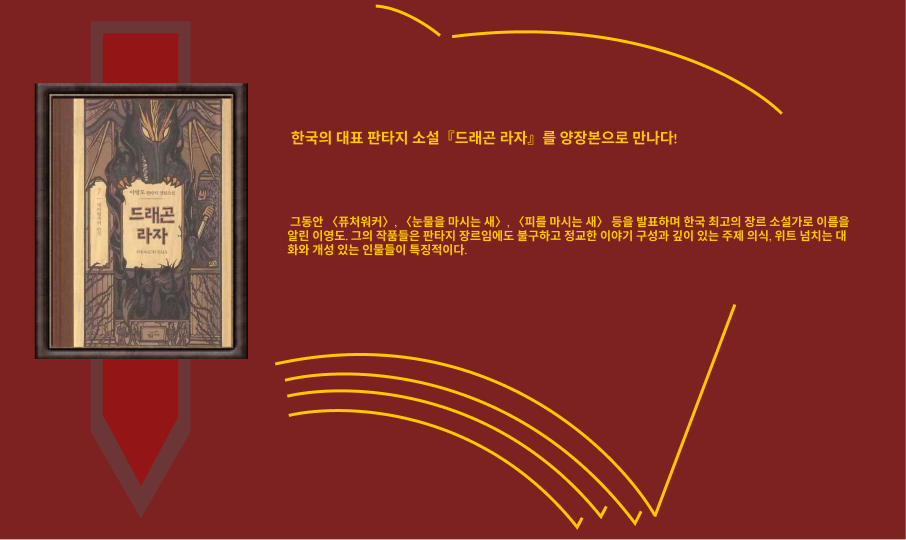 한국의 대표 판타지 소설『드래곤 라자』를 양장본으로 만나다!
그동안 〈퓨처워커〉, 〈눈물을 마시는 새〉, 〈피를 마시는 새〉 등을 발표하며 한국 최고의 장르 소설가로 이름을
알린 이영도. 그의 작품들은 판타지 장르임에도 불구하고 정교한 이야기 구성과 깊이 있는 주제 의식, 위트 넘치는 대
화와 개성 있는 인물들이 특징적이다.
이영도 판타지 장편소설
드래곤
라자
DRAGON RAJA